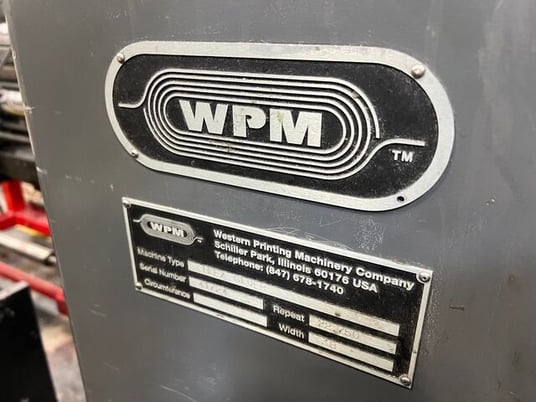 WPM
TM
WPM
Western Printing Machinery Company
Schiller Park, Illinois 60176 USA
Telephone: (847) 678-1740
Machine Type
Serial Number
Circumference
Repeat
Width